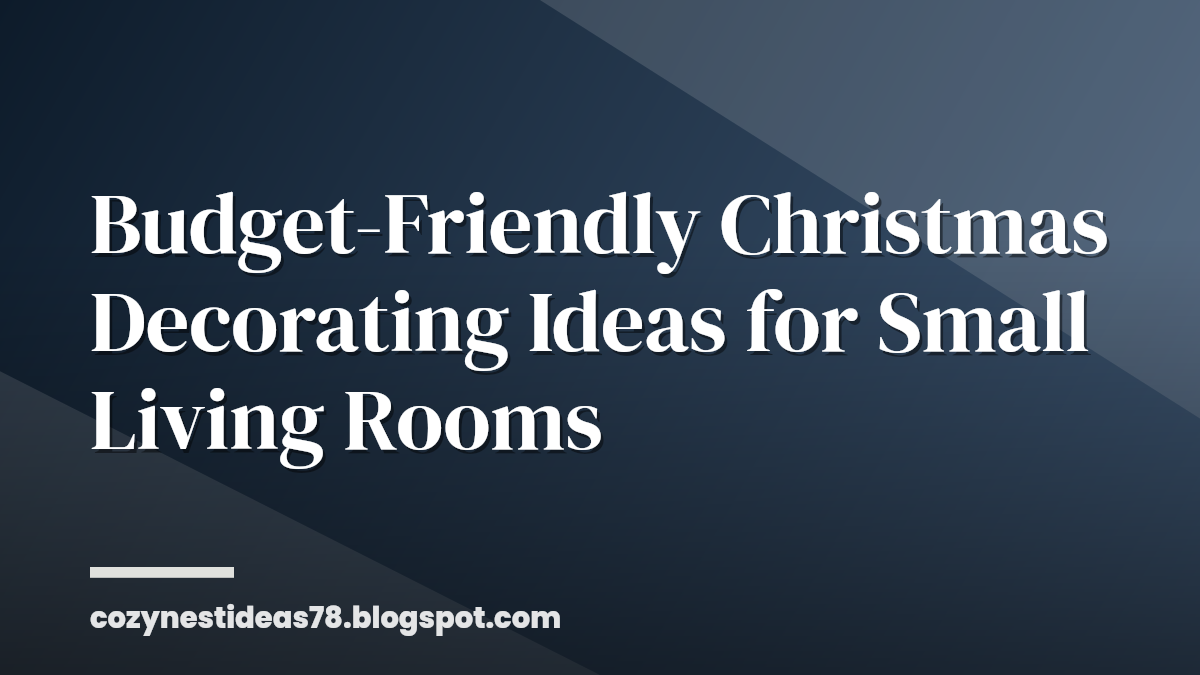 Budget-Friendly Christmas
Decorating Ideas for Small
Living Rooms
cozynestideas78.blogspot.com